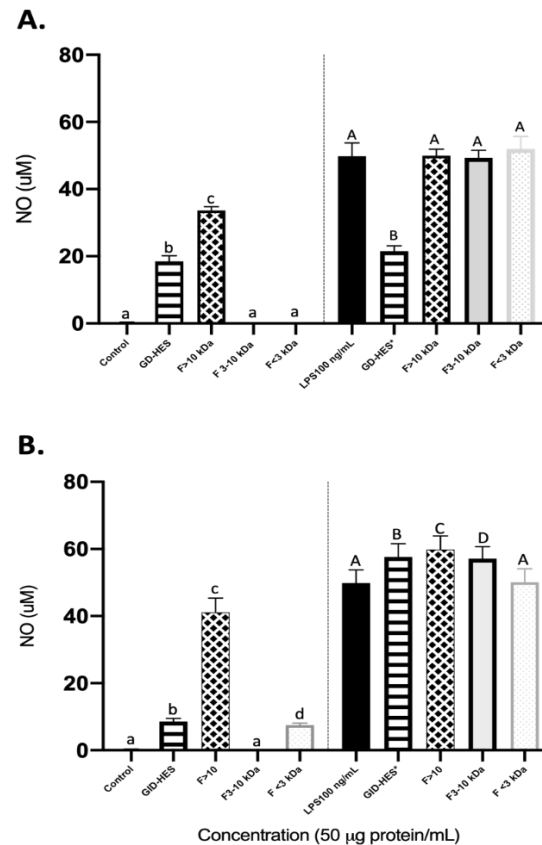 A.
80
60
40
20
0
NO (uM)
a
b
c
a
a
A
B
A
A
A
Control
GD-HES
F>10 kDa
F 3-10 kDa
F<3 kDa
LPS100 ng/mL
GD-HES*
F>10 kDa
F3-10 kDa
F<3 kDa
B.
80
60
40
20
0
NO (uM)
a
b
c
a
d
A
B
C
D
A
Control
GID-HES
F>10
F3-10 kDa
F <3 kDa
LPS100 ng/mL
GID-HES*
F>10
F3-10 kDa
F <3 kDa
Concentration (50 µg protein/mL)